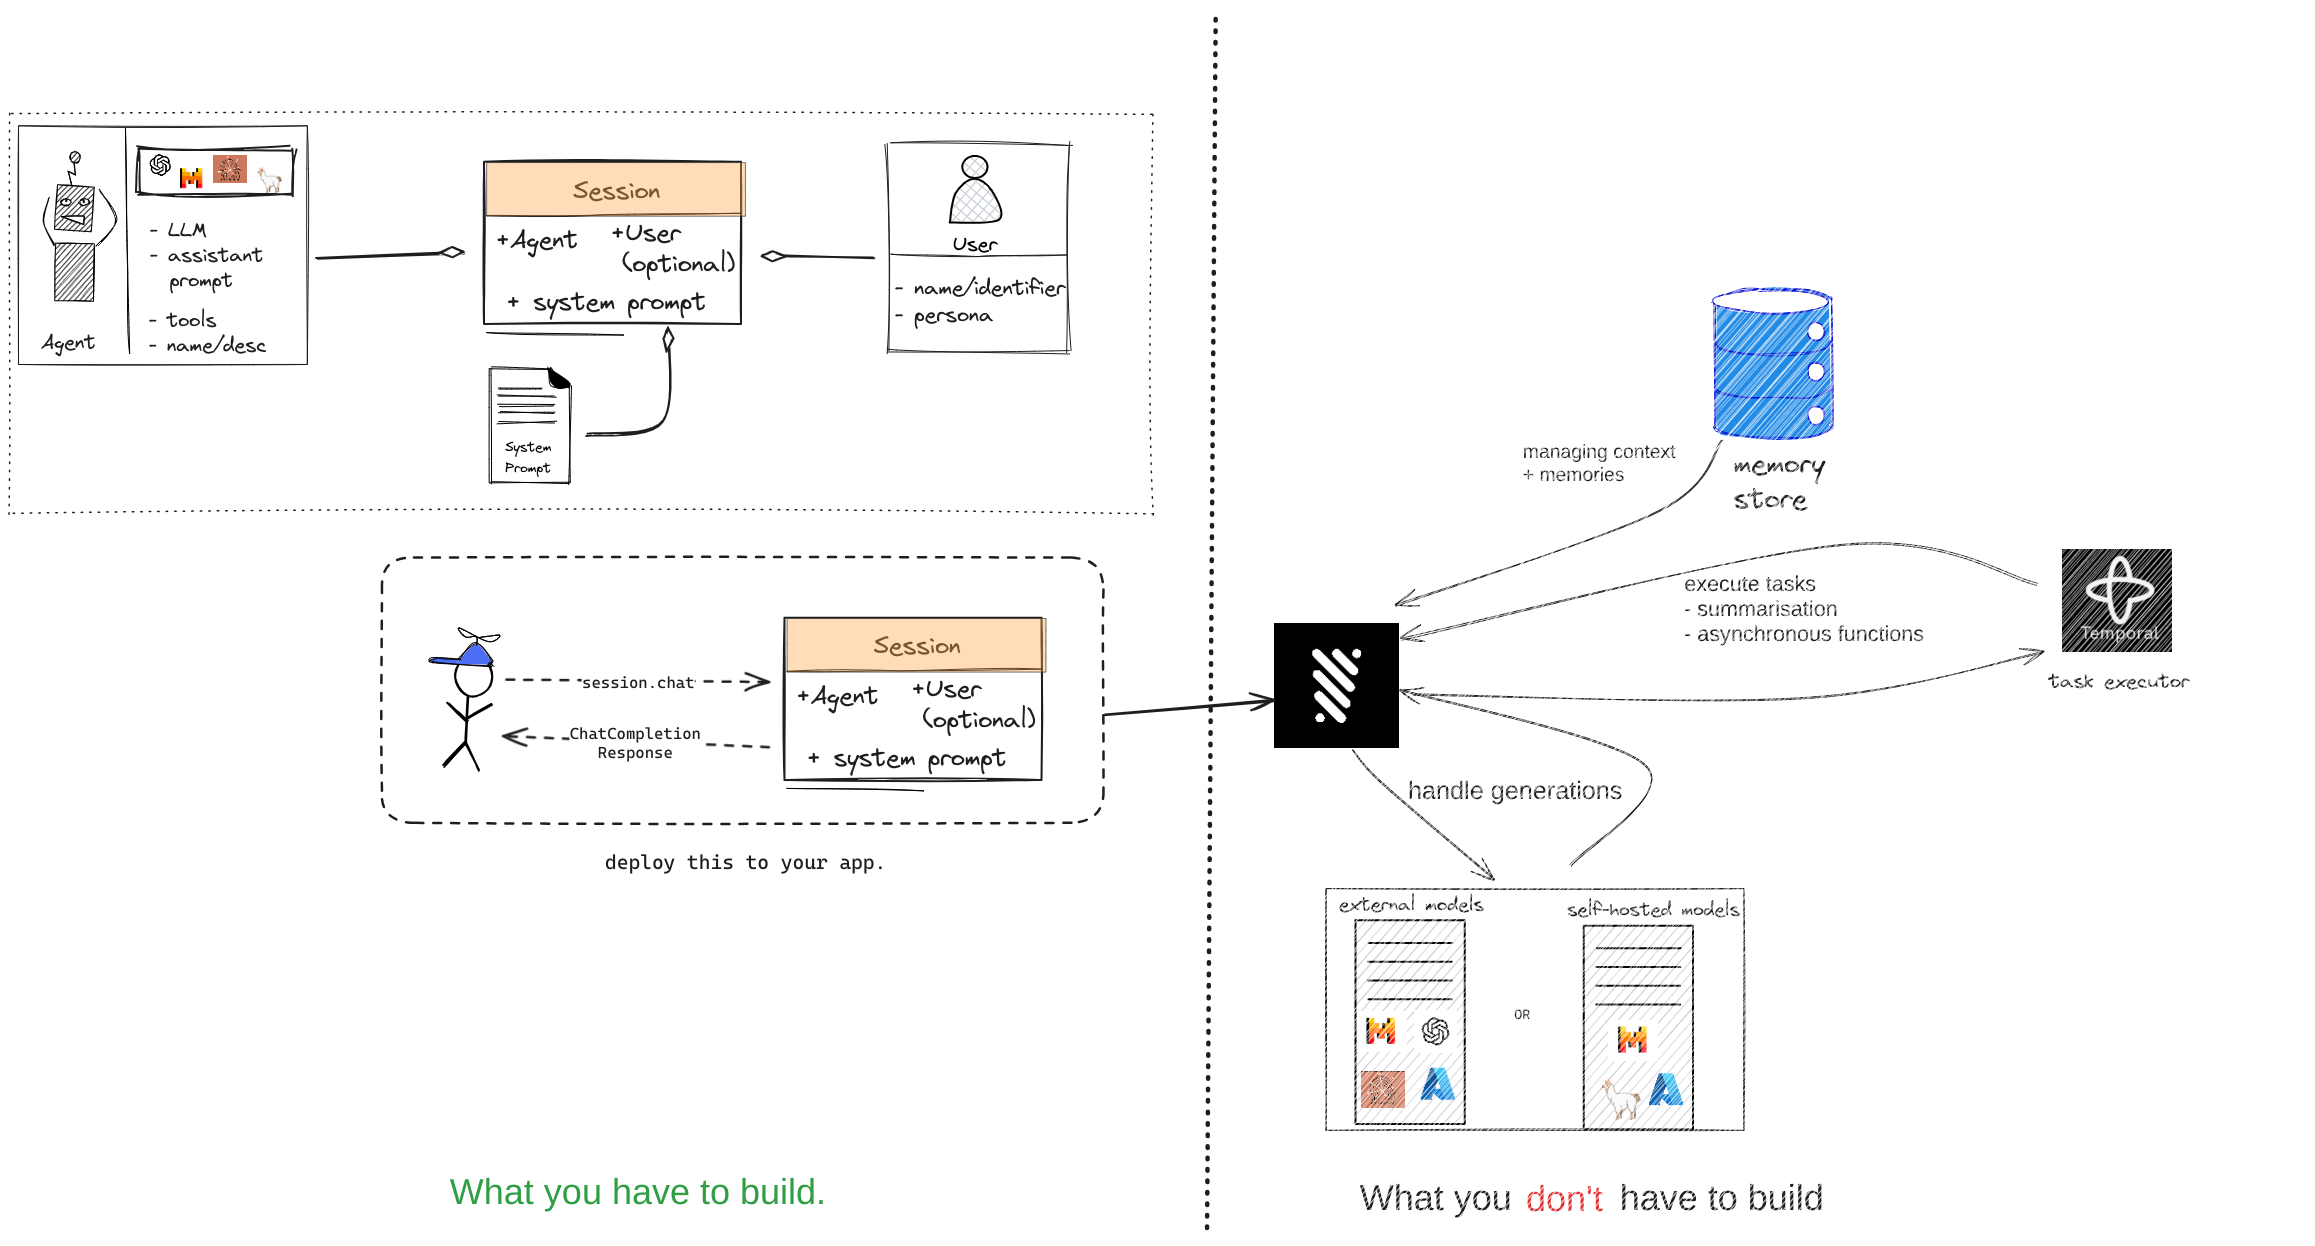 - LLM
- assistant
prompt
- tools
- name/desc
Agent
Session
+Agent
+User
(optional)
+ system prompt
System
Prompt
User
- name/identifier
- persona
session.chat
ChatCompletion
Response
Session
+Agent
+User
(optional)
+ system prompt
deploy this to your app.
What you have to build.
managing context
+ memories
memory
store
execute tasks
- summarisation
- asynchronous functions
Temporal
task executor
handle generations
external models
OR
self-hosted models
What you don't have to build